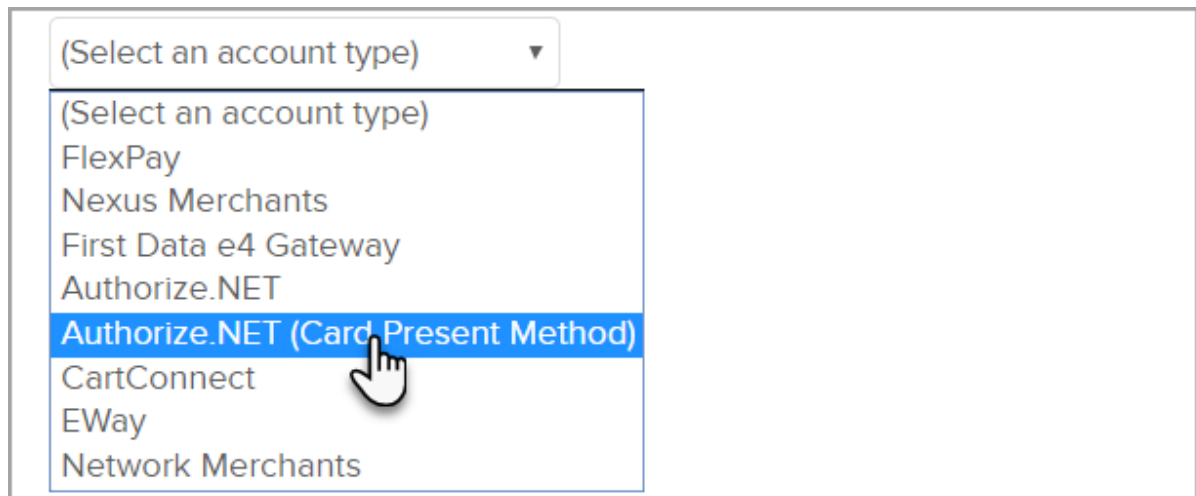 (Select an account type)
(Select an account type)
FlexPay
Nexus Merchants
First Data e4 Gateway
Authorize.NET
Authorize.NET (Card Present Method)
CartConnect
EWay
Network Merchants